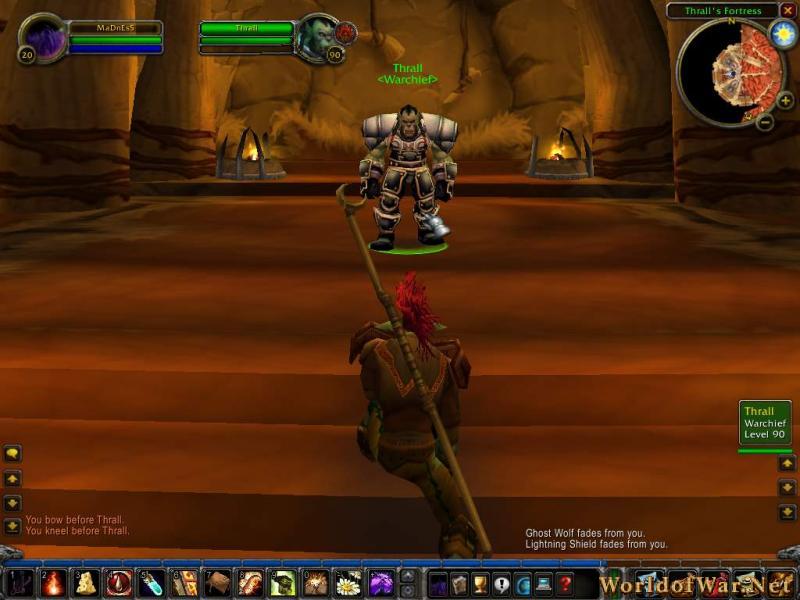 MaDnEsS
20
Thrall
90
Thrall's Fortress
N
Thrall
<Warchief>
Thrall
Warchief
Level 90
You bow before Thrall.
You kneel before Thrall.
Ghost Wolf fades from you.
Lightning Shield fades from you.
WorldofWar.Net